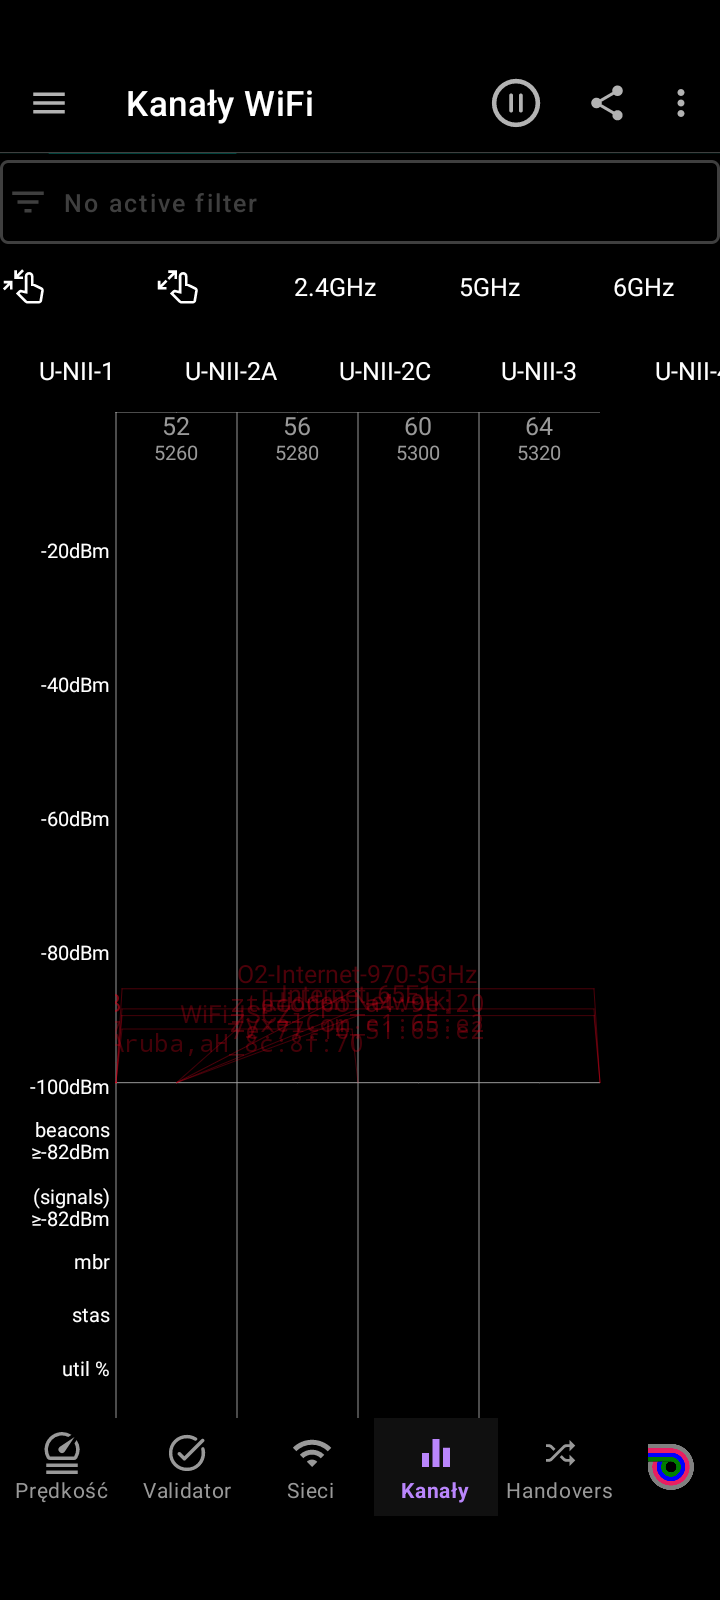 Kanały WiFi
No active filter
2.4GHz 5GHz 6GHz
U-NII-1 U-NII-2A U-NII-2C U-NII-3 U-NII-4
52 56 60 64
5260 5280 5300 5320
-20dBm
-40dBm
-60dBm
-80dBm
O2-Internet-970-5GHz
-100dBm
beacons
≥-82dBm
(signals)
≥-82dBm
mbr
stas
util %
Prędkość Validator Sieci Kanały Handovers